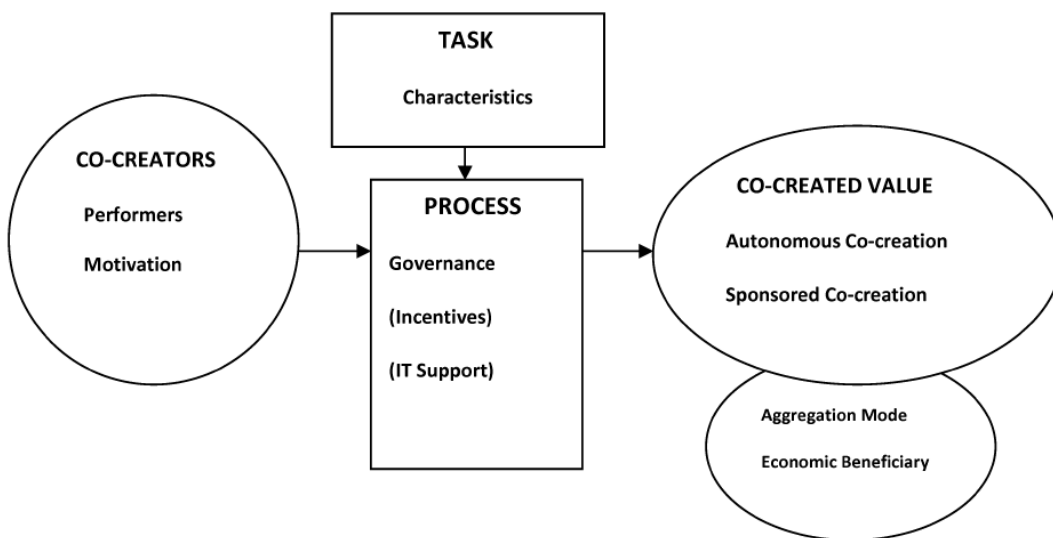 TASK
Characteristics
CO-CREATORS
Performers
Motivation
PROCESS
Governance
(Incentives)
(IT Support)
CO-CREATED VALUE
Autonomous Co-creation
Sponsored Co-creation
Aggregation Mode
Economic Beneficiary